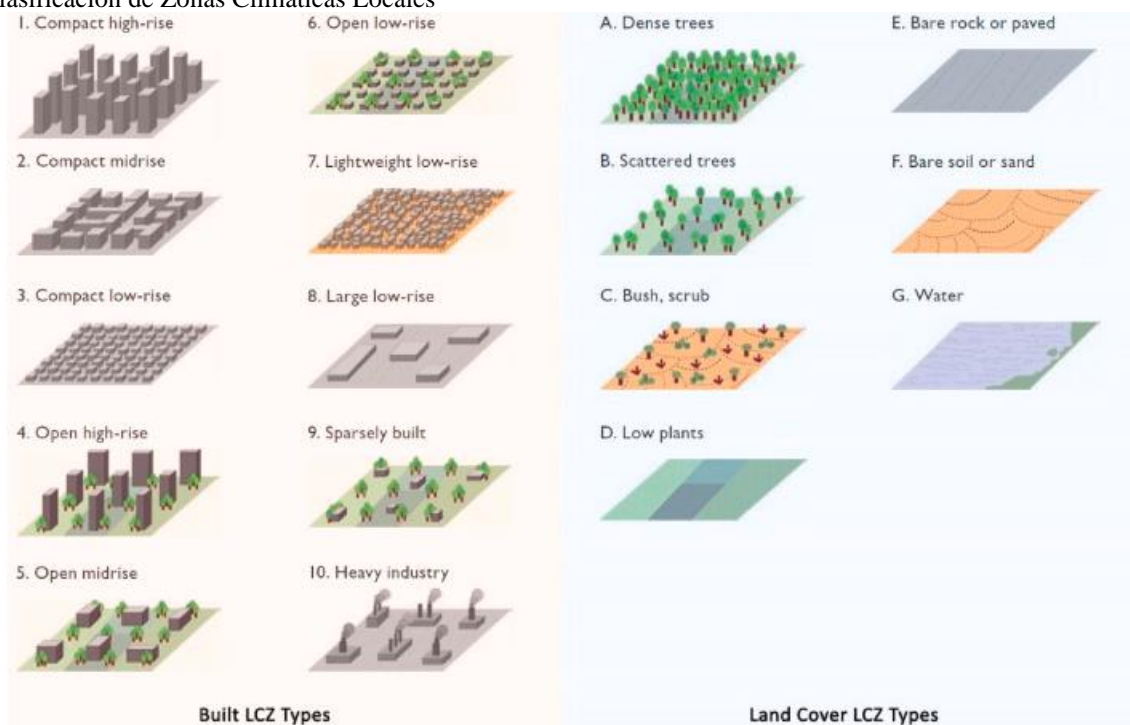 lasificación de Zonas Climáticas Locales
1. Compact high-rise
2. Compact midrise
3. Compact low-rise
4. Open high-rise
5. Open midrise
6. Open low-rise
7. Lightweight low-rise
8. Large low-rise
9. Sparsely built
10. Heavy industry
Built LCZ Types
A. Dense trees
B. Scattered trees
C. Bush, scrub
D. Low plants
E. Bare rock or paved
F. Bare soil or sand
G. Water
Land Cover LCZ Types